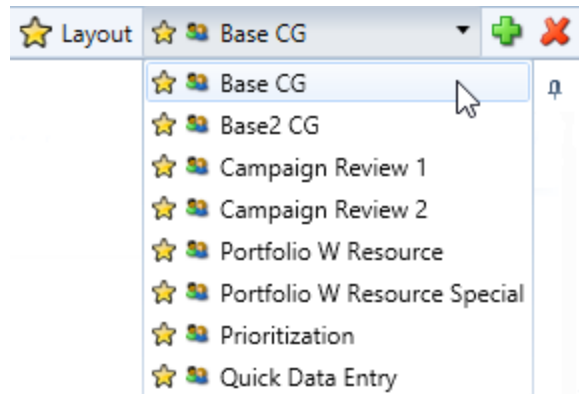 Layout Base CG
Base CG
Base2 CG
Campaign Review 1
Campaign Review 2
Portfolio W Resource
Portfolio W Resource Special
Prioritization
Quick Data Entry